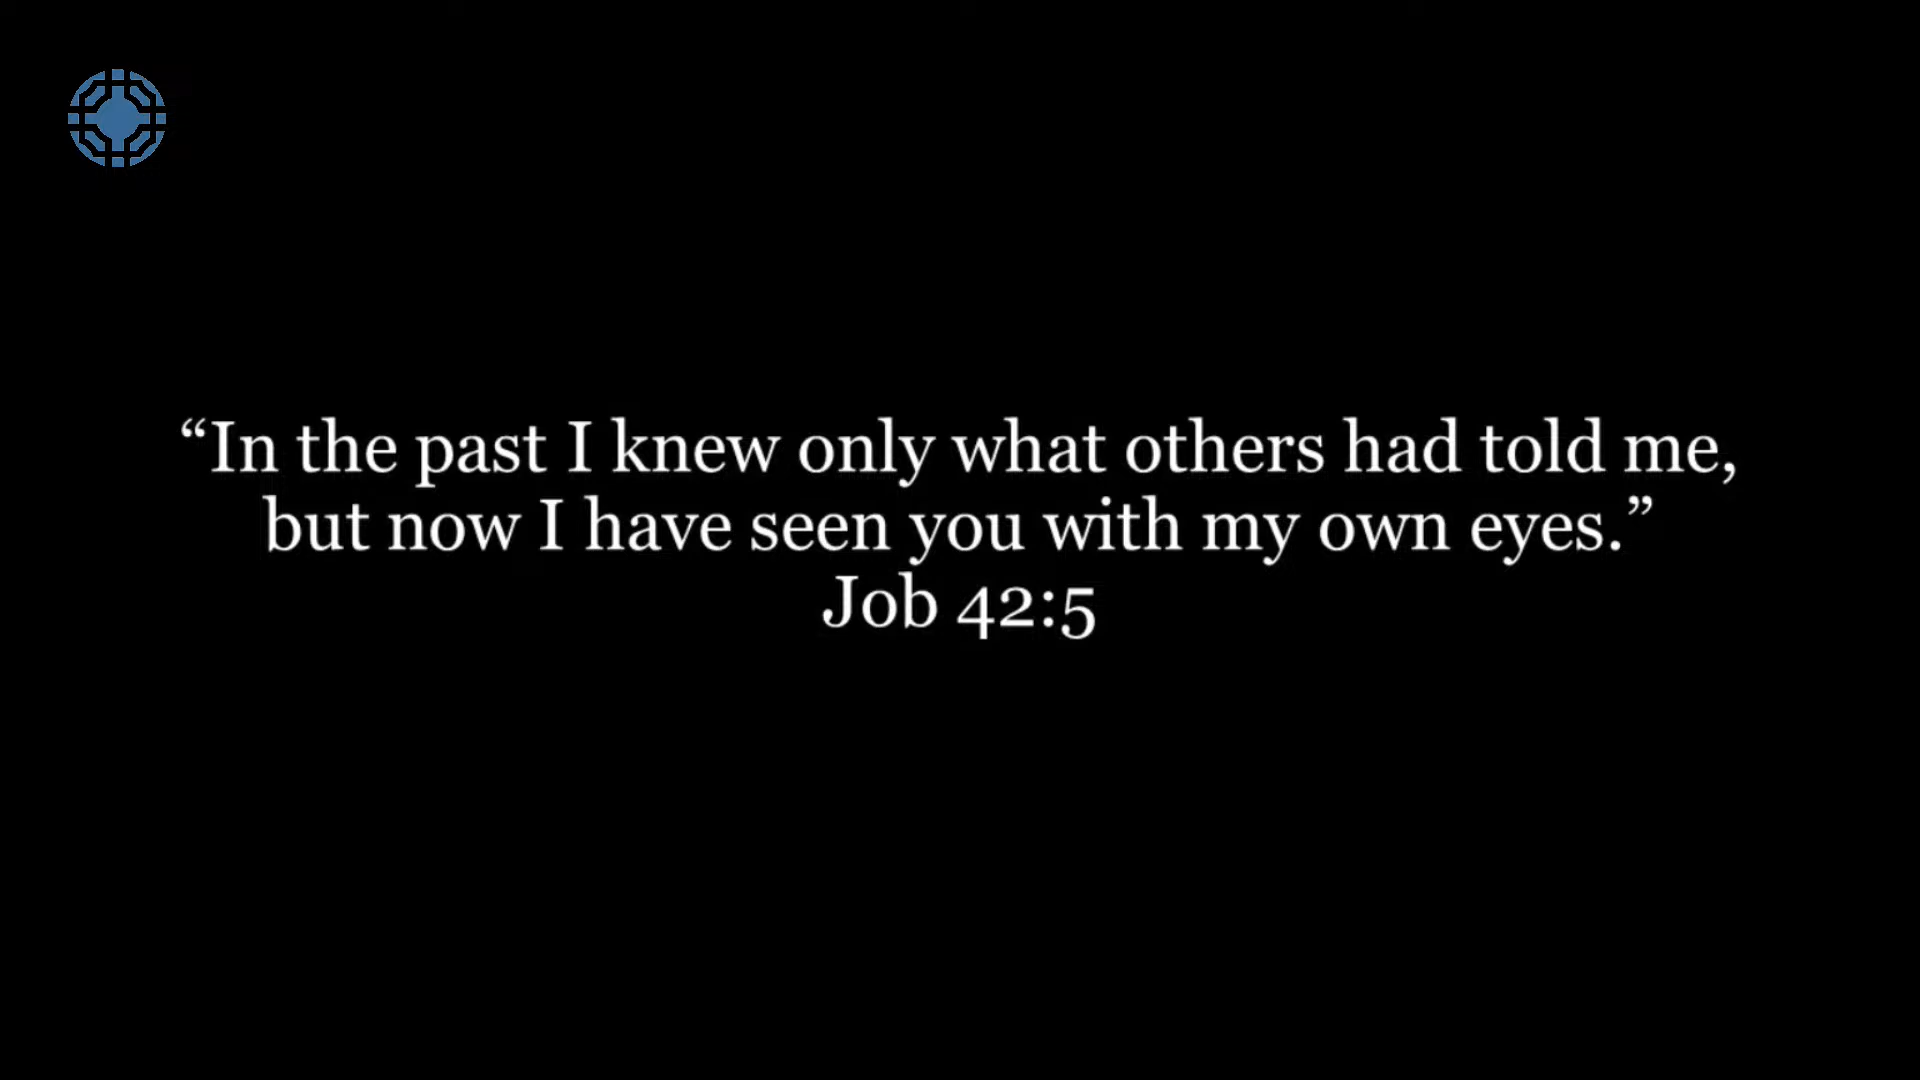 “In the past I knew only what others had told me,
but now I have seen you with my own eyes.”
Job 42:5